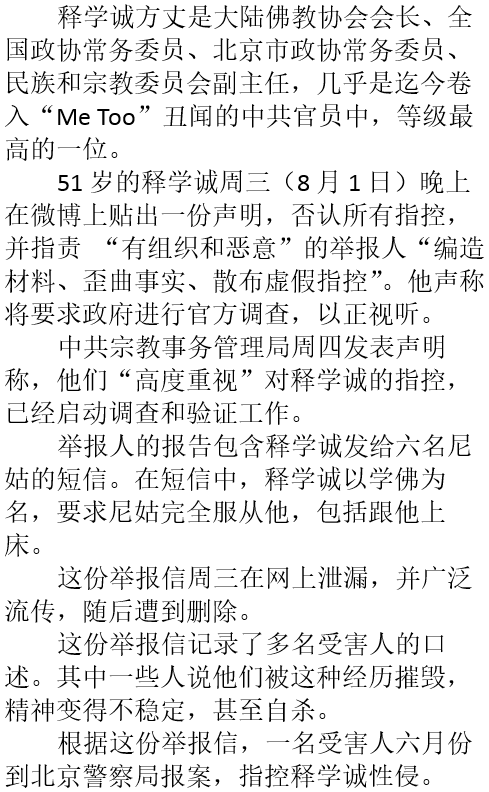 释学诚方丈是大陆佛教协会会长、全
国政协常务委员、北京市政协常务委员、
民族和宗教委员会副主任，几乎是迄今卷
入“Me Too”丑闻的中共官员中，等级最
高的一位。
51 岁的释学诚周三（8 月 1 日）晚上
在微博上贴出一份声明，否认所有指控，
并指责 “有组织和恶意”的举报人“编造
材料、歪曲事实、散布虚假指控”。他声称
将要求政府进行官方调查，以正视听。
中共宗教事务管理局周四发表声明
称，他们“高度重视”对释学诚的指控，
已经启动调查和验证工作。
举报人的报告包含释学诚发给六名尼
姑的短信。在短信中，释学诚以学佛为
名，要求尼姑完全服从他，包括跟他上
床。
这份举报信周三在网上泄漏，并广泛
流传，随后遭到删除。
这份举报信记录了多名受害人的口
述。其中一些人说他们被这种经历摧毁，
精神变得不稳定，甚至自杀。
根据这份举报信，一名受害人六月份
到北京警察局报案，指控释学诚性侵。